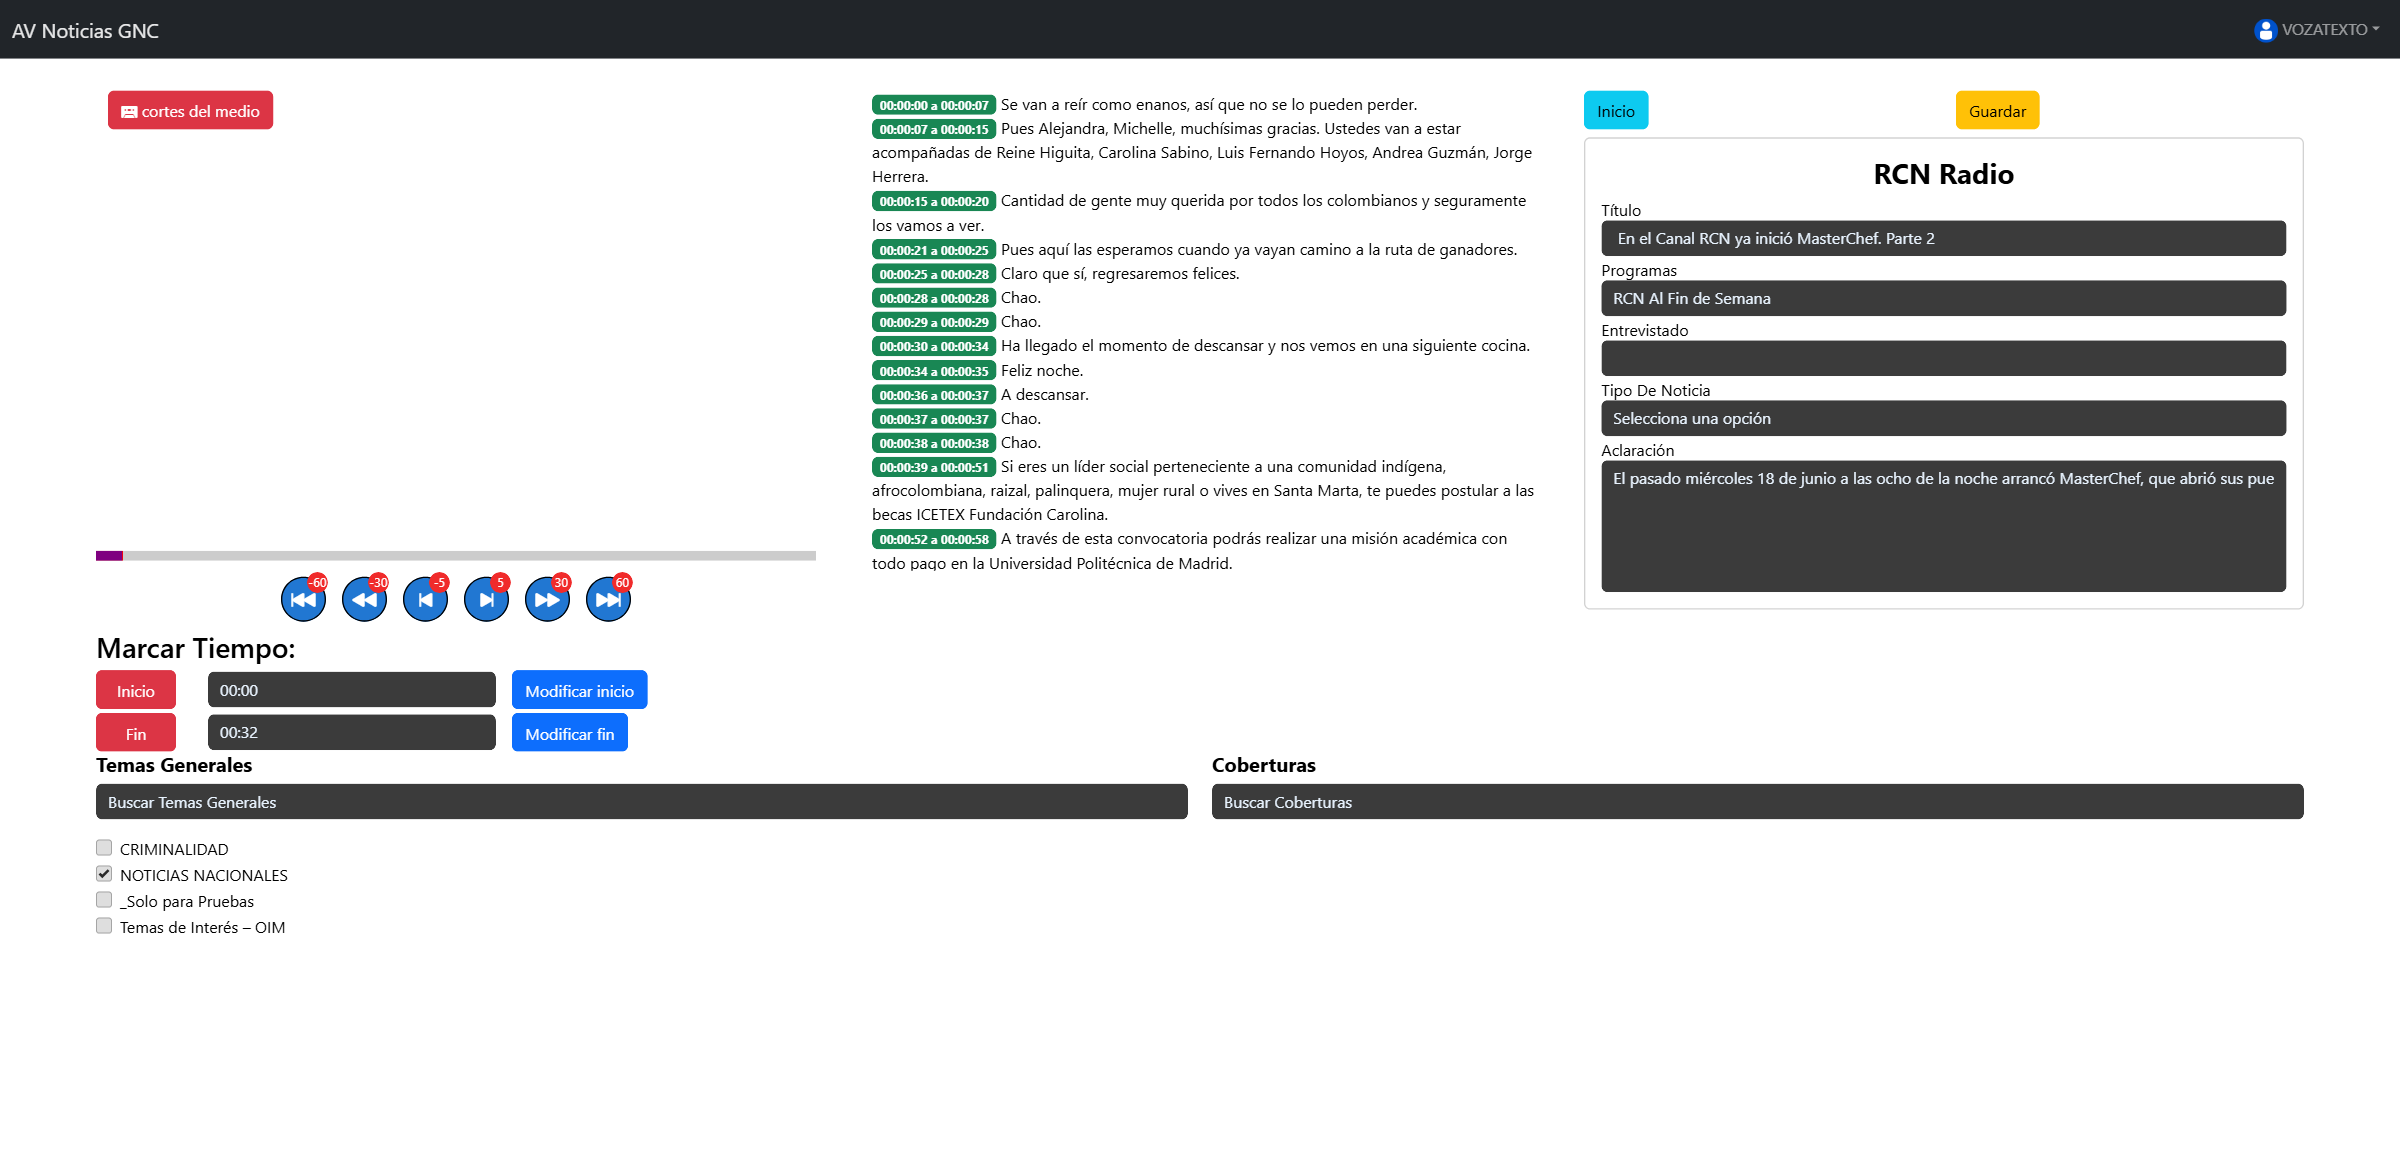 AV Noticias GNC
VOZATEXTO
cortes del medio
-60
-30
-5
5
30
60
Marcar Tiempo:
Inicio
00:00
Modificar inicio
Fin
00:32
Modificar fin
00:00:00 a 00:00:07 Se van a reír como enanos, así que no se lo pueden perder.
00:00:07 a 00:00:15 Pues Alejandra, Michelle, muchísimas gracias. Ustedes van a estar
acompañadas de Reine Higuita, Carolina Sabino, Luis Fernando Hoyos, Andrea Guzmán, Jorge
Herrera.
00:00:15 a 00:00:20 Cantidad de gente muy querida por todos los colombianos y seguramente
los vamos a ver.
00:00:21 a 00:00:25 Pues aquí las esperamos cuando ya vayan camino a la ruta de ganadores.
00:00:25 a 00:00:28 Claro que sí, regresaremos felices.
00:00:28 a 00:00:28 Chao.
00:00:29 a 00:00:29 Chao.
00:00:30 a 00:00:34 Ha llegado el momento de descansar y nos vemos en una siguiente cocina.
00:00:34 a 00:00:35 Feliz noche.
00:00:36 a 00:00:37 A descansar.
00:00:37 a 00:00:37 Chao.
00:00:38 a 00:00:38 Chao.
00:00:39 a 00:00:51 Si eres un líder social perteneciente a una comunidad indígena,
afrocolombiana, raizal, palinquera, mujer rural o vives en Santa Marta, te puedes postular a las
becas ICETEX Fundación Carolina.
00:00:52 a 00:00:58 A través de esta convocatoria podrás realizar una misión académica con
todo pago en la Universidad Politécnica de Madrid.
Inicio
Guardar
RCN Radio
Título
En el Canal RCN ya inició MasterChef. Parte 2
Programas
RCN Al Fin de Semana
Entrevistado
Tipo De Noticia
Selecciona una opción
Aclaración
El pasado miércoles 18 de junio a las ocho de la noche arrancó MasterChef, que abrió sus pue
Temas Generales
Buscar Temas Generales
CRIMINALIDAD
NOTICIAS NACIONALES
_Solo para Pruebas
Temas de Interés – OIM
Coberturas
Buscar Coberturas